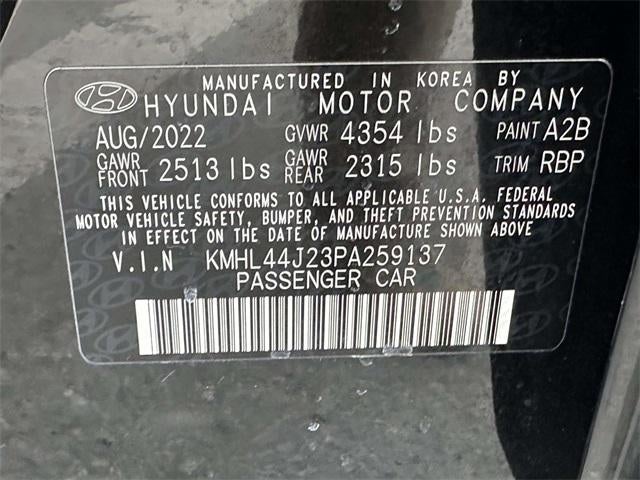 MANUFACTURED IN KOREA BY
HYUNDAI MOTOR COMPANY
AUG/2022 GVWR 4354 lbs PAINT A2B
GAWR FRONT 2513 lbs GAWR REAR 2315 lbs TRIM RBP
THIS VEHICLE CONFORMS TO ALL APPLICABLE U.S.A. FEDERAL
MOTOR VEHICLE SAFETY, BUMPER, AND THEFT PREVENTION STANDARDS
IN EFFECT ON THE DATE OF MANUFACTURE SHOWN ABOVE
V.I.N KMHL44J23PA259137
PASSENGER CAR